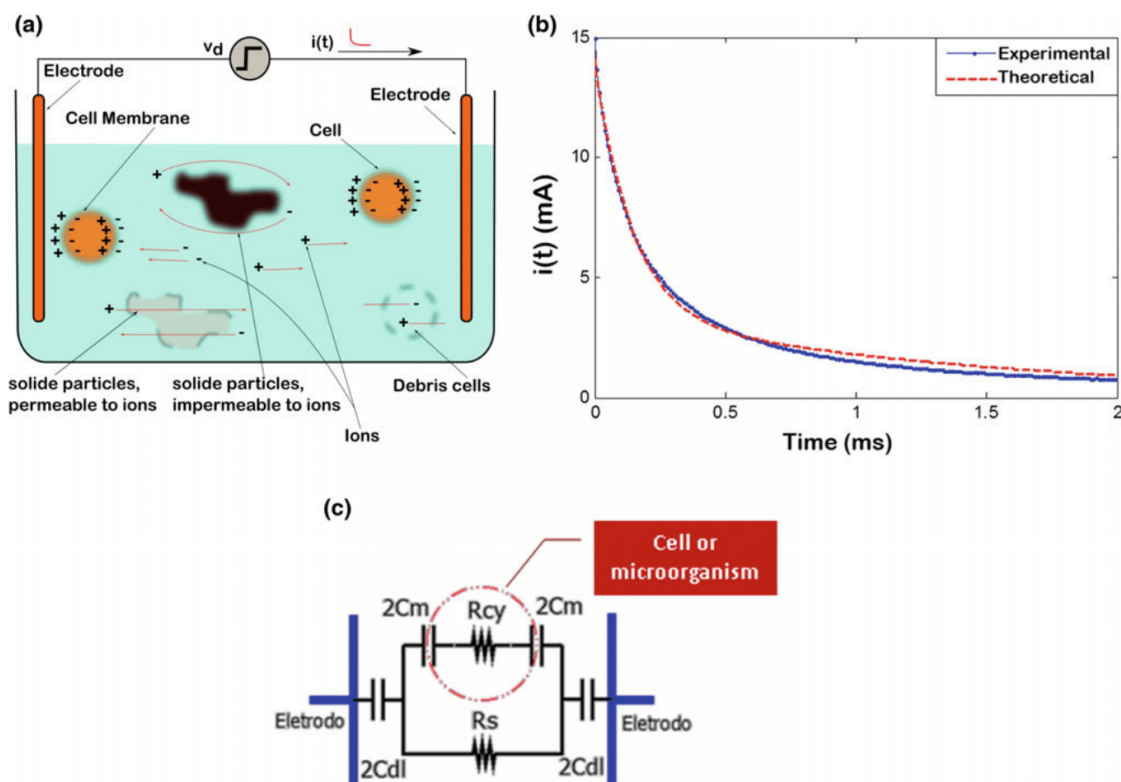 (a)
vd
i(t)
Electrode
Electrode
Cell Membrane
Cell
+
-
solide particles,
permeable to ions
solide particles,
impermeable to ions
Debris cells
Ions
(b)
Experimental
Theoretical
15
10
5
0
i(t) (mA)
0
0.5
1
1.5
2
Time (ms)
(c)
Cell or
microorganism
2Cm
Rcy
2Cm
Eletrodo
Rs
Eletrodo
2Cdl
2Cdl